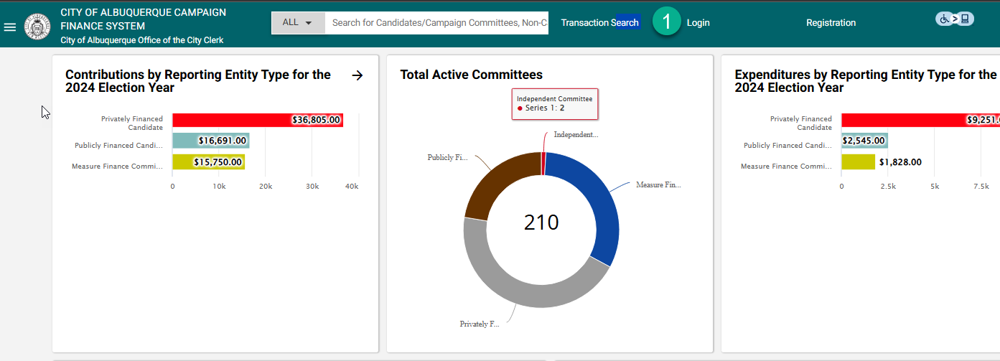 CITY OF ALBUQUERQUE CAMPAIGN
FINANCE SYSTEM
City of Albuquerque Office of the City Clerk
ALL
Search for Candidates/Campaign Committees, Non-C
Transaction Search
1
Login
Registration
Contributions by Reporting Entity Type for the
2024 Election Year
Privately Financed
Candidate
$36,805.00
Publicly Financed Candi...
$16,691.00
Measure Finance Commi...
$15,750.00
0 10k 20k 30k 40k
Total Active Committees
Independent Committee
Series 1: 2
Independent...
Publicly Fi...
Measure Fin...
210
Privately F...
Expenditures by Reporting Entity Type for the
2024 Election Year
Privately Financed
Candidate
$9,251.
Publicly Financed Candi...
$2,545.00
Measure Finance Commi...
$1,828.00
0 2.5k 5k 7.5k